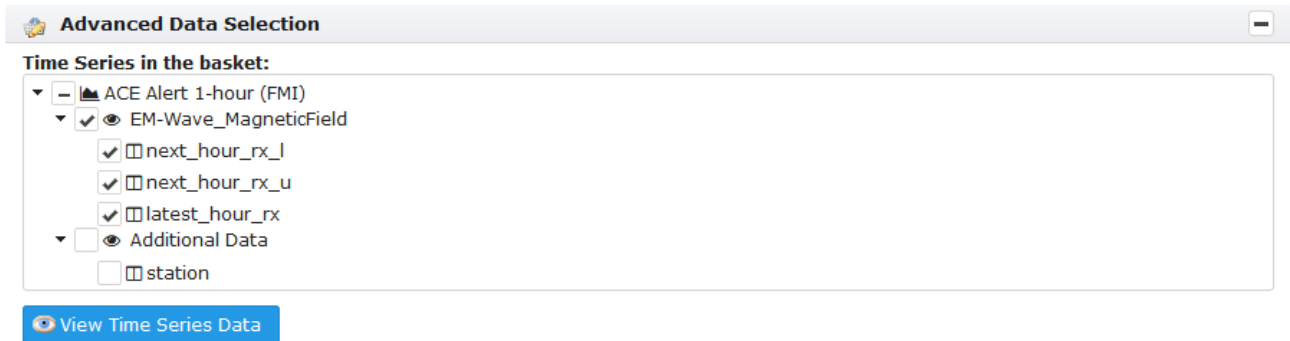 Advanced Data Selection
Time Series in the basket:
ACE Alert 1-hour (FMI)
EM-Wave_MagneticField
next_hour_rx_l
next_hour_rx_u
latest_hour_rx
Additional Data
station
View Time Series Data